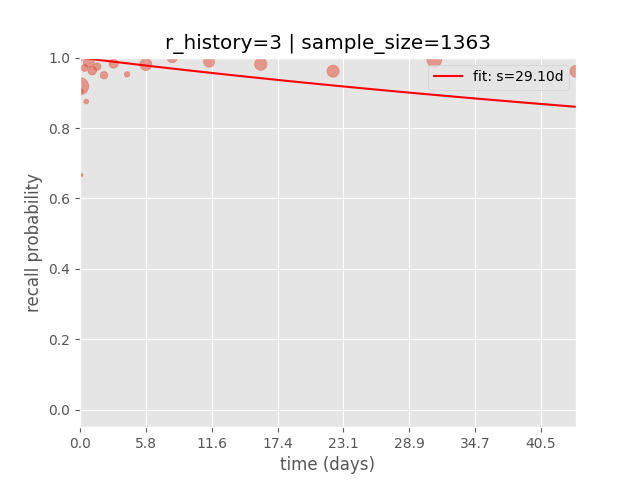 r_history=3 | sample_size=1363
fit: s=29.10d
recall probability
1.0
0.8
0.6
0.4
0.2
0.0
0.0 5.8 11.6 17.4 23.1 28.9 34.7 40.5
time (days)